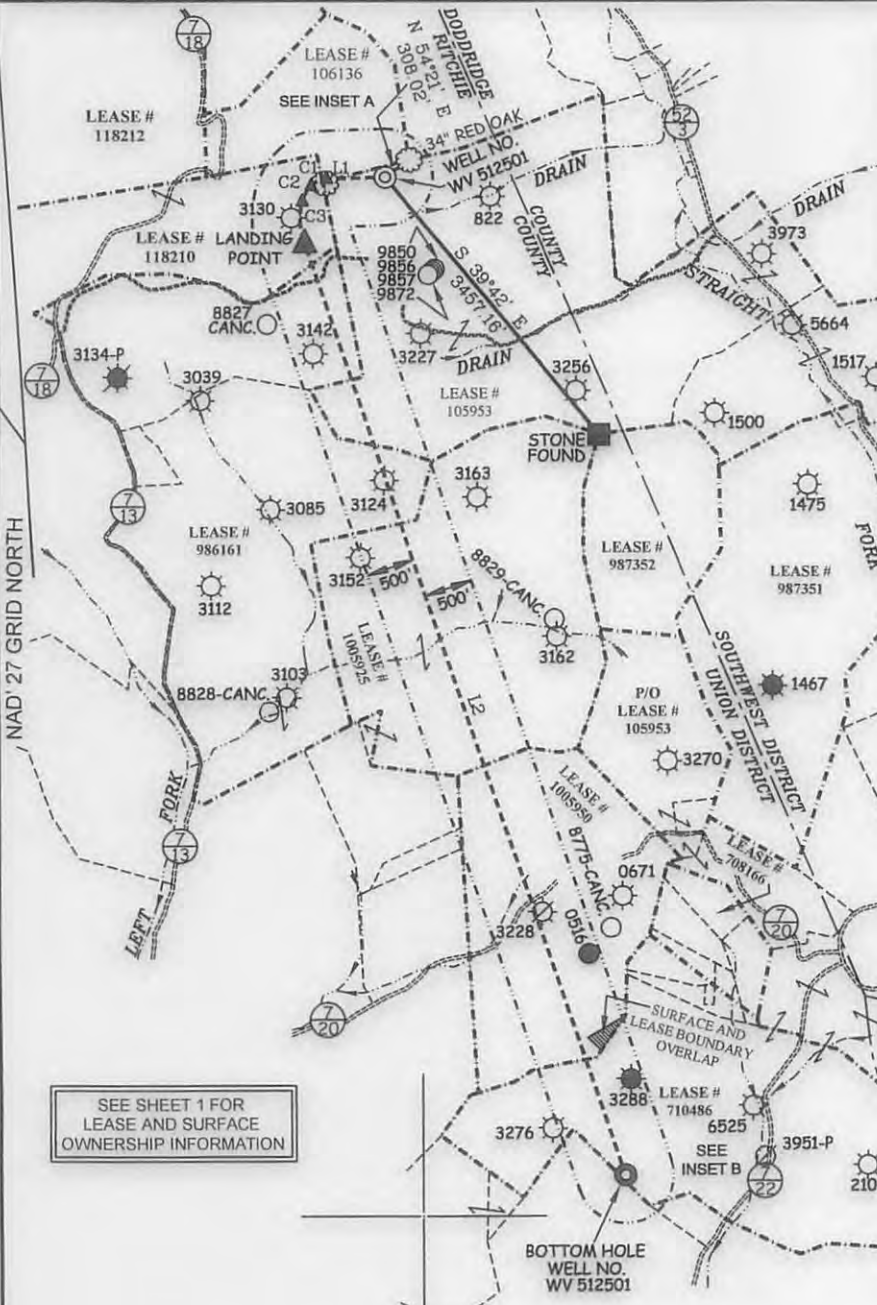 7
18
LEASE #
106136
SEE INSET A
DODDRIDGE
RITCHIE
N 54°21' E
308.02'
LEASE #
118212
52
3
34" RED OAK
WELL NO.
WV 512501
DRAIN
C1
L1
C2
C3
3130
822
COUNTY
COUNTY
DRAIN
LEASE #
118210
LANDING
POINT
9850
9856
9857
9872
S 39°42' E
3457.16'
3973
STRAIGHT
8827
CANC.
3142
3227
DRAIN
5664
3134-P
7
18
3039
3256
1517
LEASE #
105953
1500
STONE
FOUND
3163
3124
1475
7
13
3085
LEASE #
986161
FORK
NAD'27 GRID NORTH
3152
500'
500'
8829-CANC.
LEASE #
987352
LEASE #
987351
3112
3162
LEASE #
1005925
SOUTHWEST DISTRICT
UNION DISTRICT
3103
8828-CANC.
L2
P/O
LEASE #
105953
1467
3270
LEASE #
1005950
FORK
7
13
LEFT
8775-CANC.
0671
LEASE #
708166
3228
0516
7
20
7
20
SURFACE AND
LEASE BOUNDARY
OVERLAP
SEE SHEET 1 FOR
LEASE AND SURFACE
OWNERSHIP INFORMATION
3288
LEASE #
710486
6525
3276
SEE
INSET B
3951-P
7
22
210
BOTTOM HOLE
WELL NO.
WV 512501